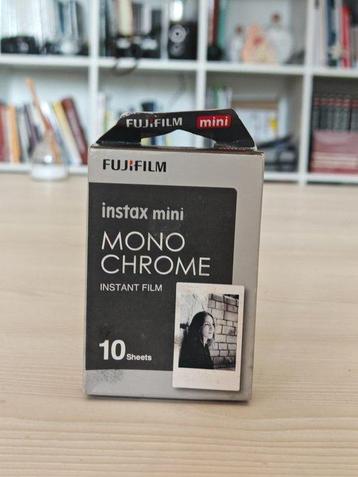 FUJIFILM mini
FUJIFILM
instax mini
MONO
CHROME
INSTANT FILM
10 Sheets